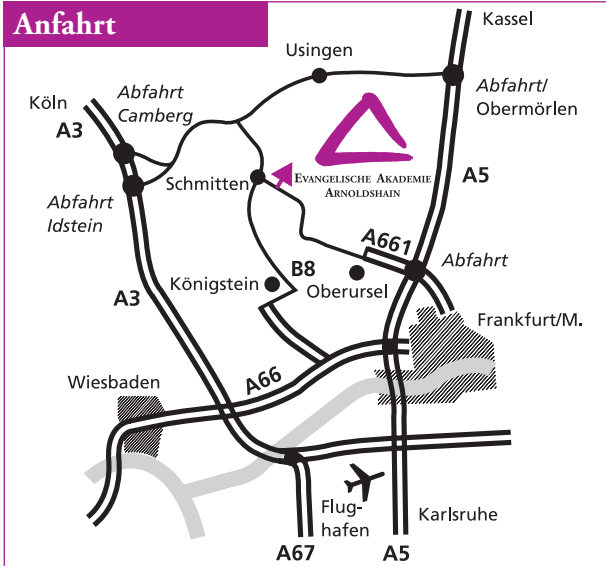 Anfahrt
Kassel
Usingen
Köln
Abfahrt
Camberg
Abfahrt/
Obermörlen
A3
A5
Schmitten
Evangelische Akademie
Arnoldshain
Abfahrt
Idstein
A661
Abfahrt
B8
Königstein
Oberursel
A3
Frankfurt/M.
Wiesbaden
A66
Flug-
hafen
Karlsruhe
A67
A5